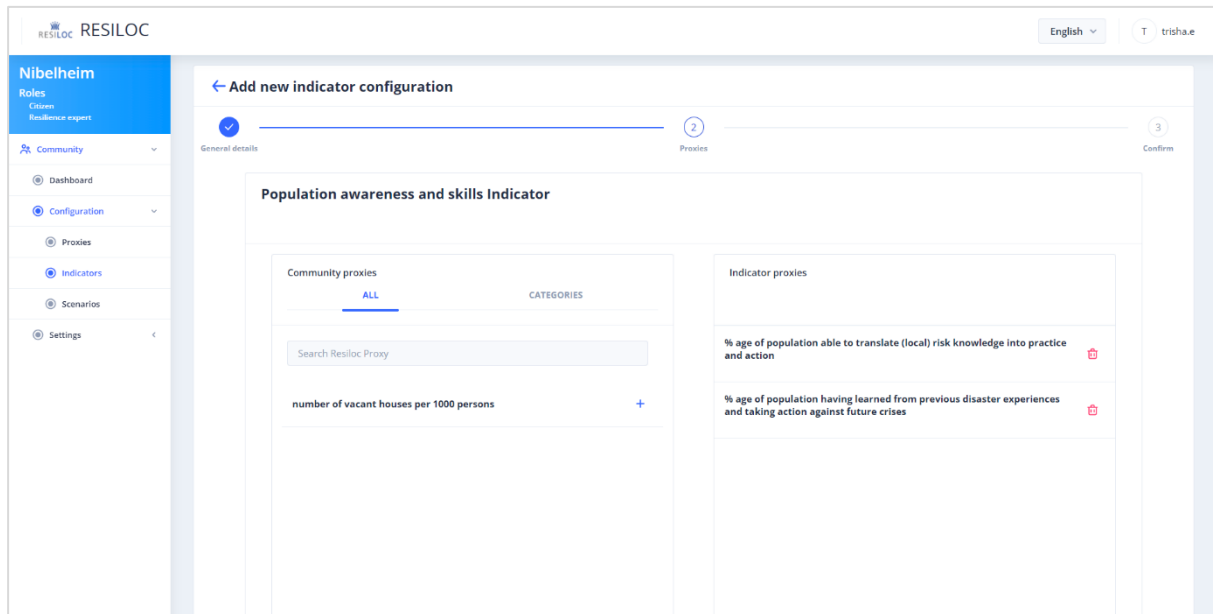 RESILOC RESILOC
English
T trisha.e
Nibelheim
Roles
Citizen
Resilience expert
Community
Dashboard
Configuration
Proxies
Indicators
Scenarios
Settings
Add new indicator configuration
2
3
General details
Proxies
Confirm
Population awareness and skills Indicator
Community proxies
ALL
CATEGORIES
Search Resiloc Proxy
number of vacant houses per 1000 persons
Indicator proxies
% age of population able to translate (local) risk knowledge into practice
and action
% age of population having learned from previous disaster experiences
and taking action against future crises